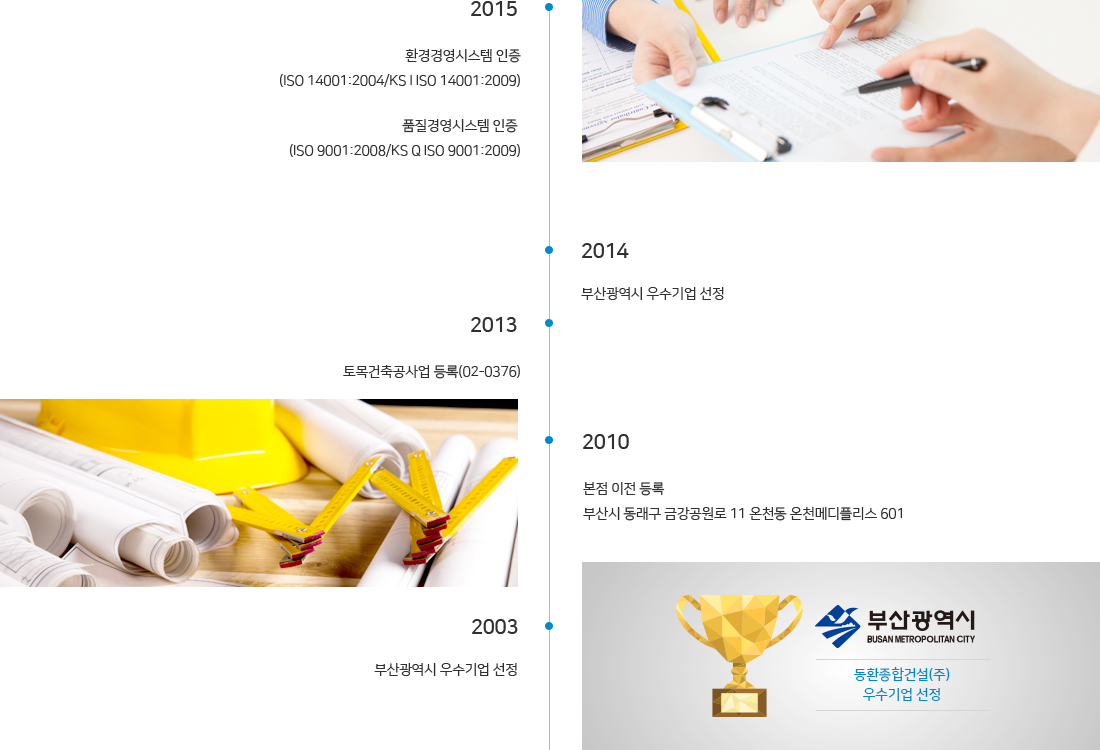 2015
환경경영시스템 인증
(ISO 14001:2004/KS I ISO 14001:2009)
품질경영시스템 인증
(ISO 9001:2008/KS Q ISO 9001:2009)
2014
부산광역시 우수기업 선정
2013
토목건축공사업 등록(02-0376)
2010
본점 이전 등록
부산시 동래구 금강공원로 11 온천동 온천메디플리스 601
2003
부산광역시 우수기업 선정
부산광역시
BUSAN METROPOLITAN CITY
동환종합건설(주)
우수기업 선정